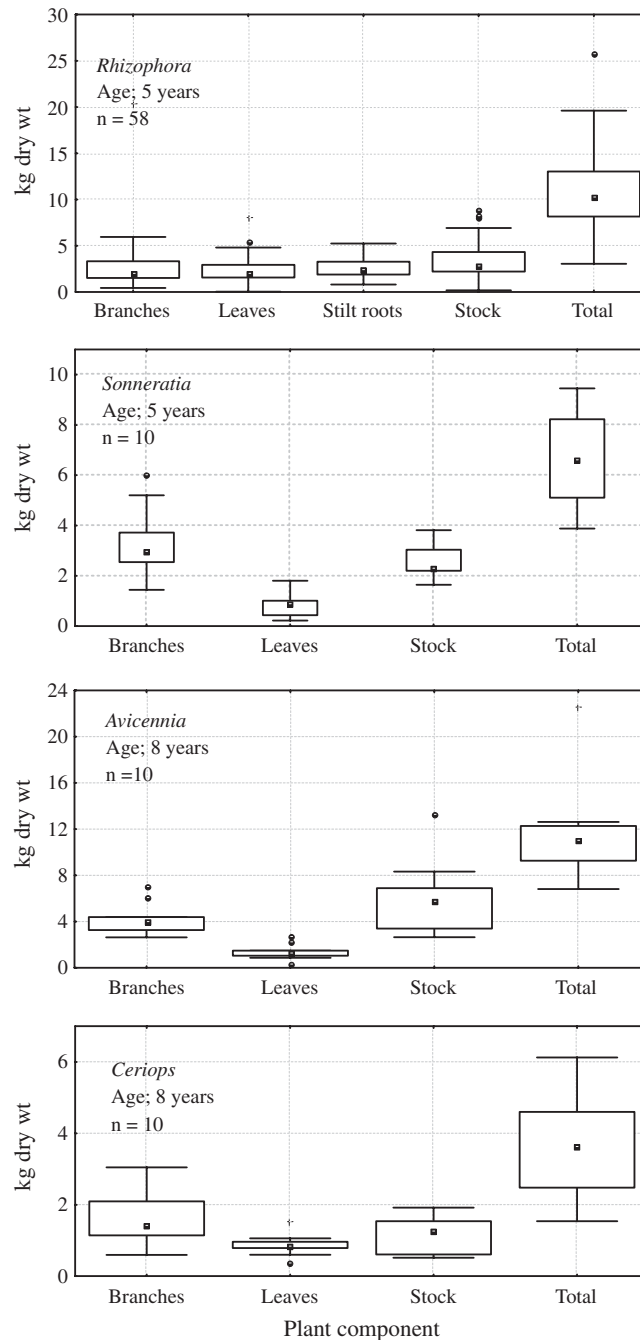 30
25
20
15
10
5
0
kg dry wt
Rhizophora
Age; 5 years
n = 58
Branches Leaves Stilt roots Stock Total
10
8
6
4
2
0
kg dry wt
Sonneratia
Age; 5 years
n = 10
Branches Leaves Stock Total
24
20
16
12
8
4
0
kg dry wt
Avicennia
Age; 8 years
n =10
Branches Leaves Stock Total
6
4
2
0
kg dry wt
Ceriops
Age; 8 years
n = 10
Branches Leaves Stock Total
Plant component